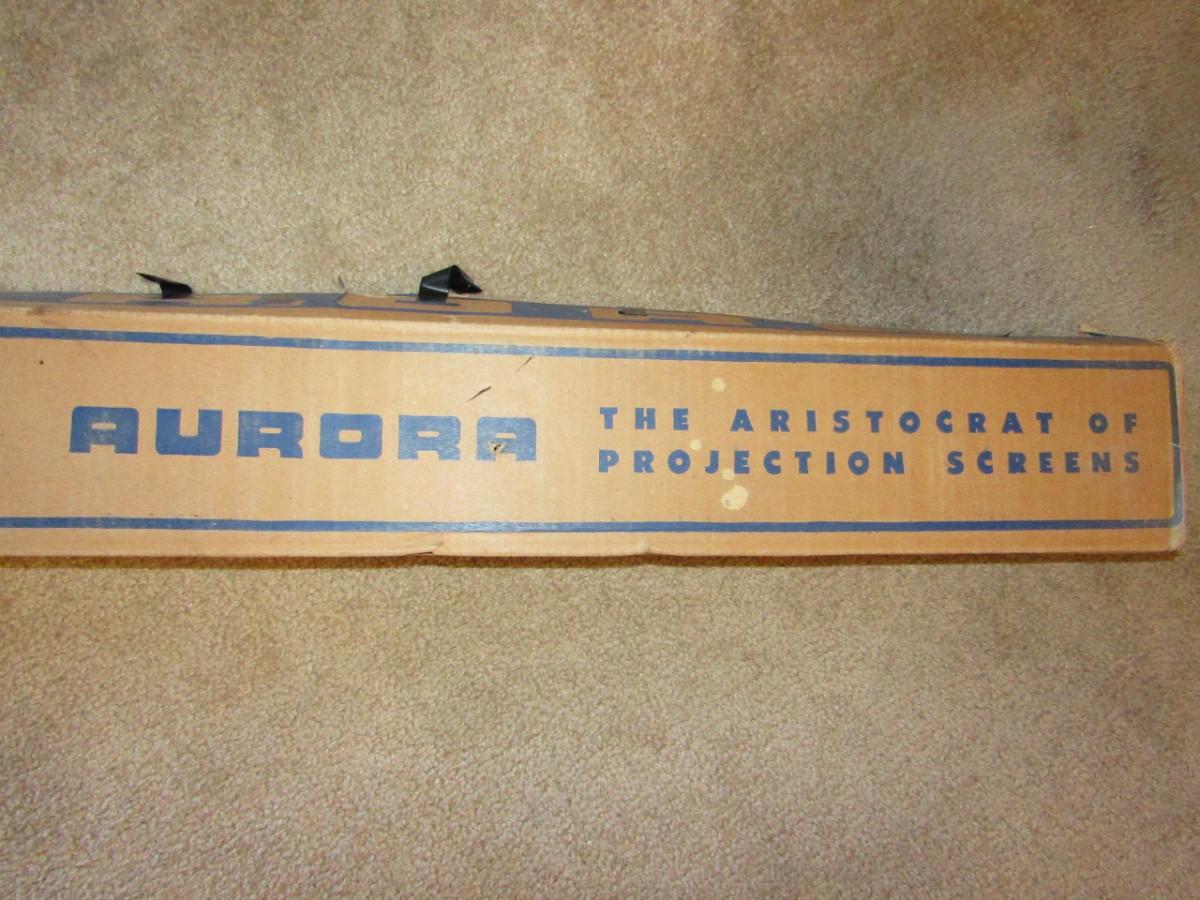 AURORA
THE ARISTOCRAT OF
PROJECTION SCREENS